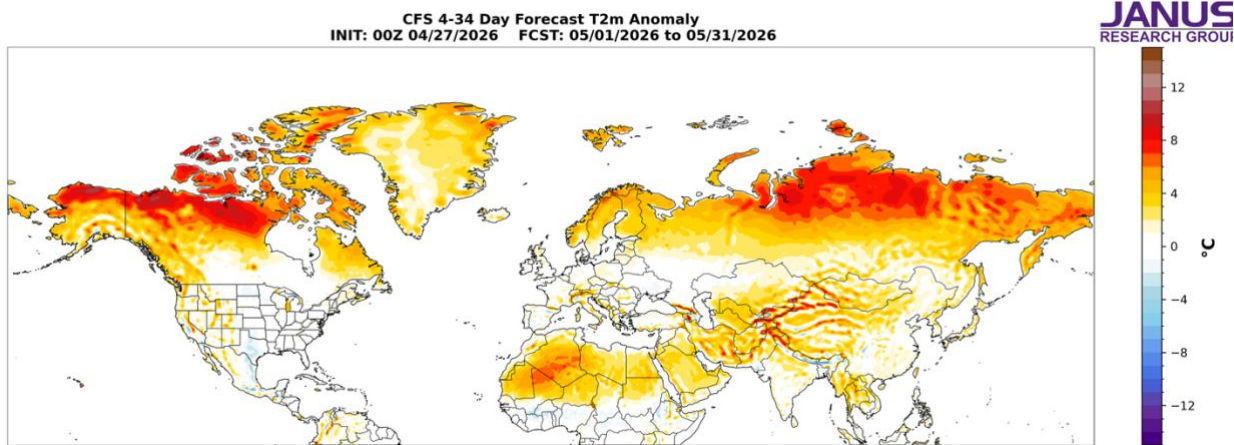 CFS 4-34 Day Forecast T2m Anomaly
INIT: 00Z 04/27/2026 FCST: 05/01/2026 to 05/31/2026
JANUS
RESEARCH GROUP
12
8
4
0
−4
−8
−12
°C